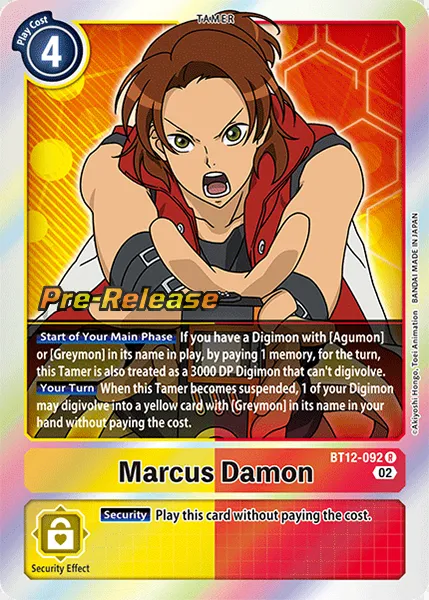 TAMER
Play Cost
4
Pre-Release
Start of Your Main Phase If you have a Digimon with [Agumon]
or [Greymon] in its name in play, by paying 1 memory, for the turn,
this Tamer is also treated as a 3000 DP Digimon that can't digivolve.
Your Turn When this Tamer becomes suspended, 1 of your Digimon
may digivolve into a yellow card with [Greymon] in its name in your
hand without paying the cost.
©Akiyoshi Hongo, Toei Animation BANDAI MADE IN JAPAN
BT12-092 R
Marcus Damon
02
Security Play this card without paying the cost.
Security Effect